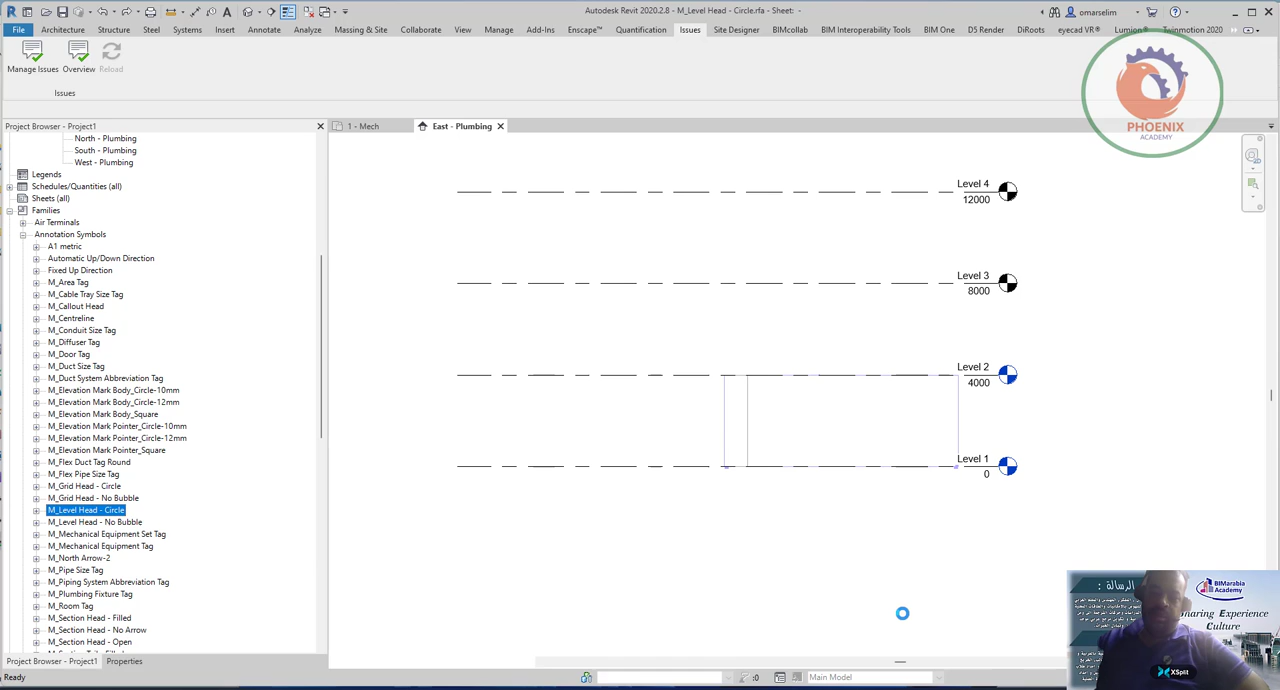 Autodesk Revit 2020.2.8 - M_Level Head - Circle.rfa - Sheet: -
omarselim
File Architecture Structure Steel Systems Insert Annotate Analyze Massing & Site Collaborate View Manage Add-Ins Enscape™ Quantification Issues Site Designer BIMcollab BIM Interoperability Tools BIM One D5 Render DiRoots eyecad VR® Lumion® Twinmotion 2020
Manage Issues Overview Reload
Issues
PHOENIX
ACADEMY
Project Browser - Project1
1 - Mech
East - Plumbing
North - Plumbing
South - Plumbing
West - Plumbing
Legends
Schedules/Quantities (all)
Sheets (all)
Families
Air Terminals
Annotation Symbols
A1 metric
Automatic Up/Down Direction
Fixed Up Direction
M_Area Tag
M_Cable Tray Size Tag
M_Callout Head
M_Centreline
M_Conduit Size Tag
M_Diffuser Tag
M_Door Tag
M_Duct Size Tag
M_Duct System Abbreviation Tag
M_Elevation Mark Body_Circle-10mm
M_Elevation Mark Body_Circle-12mm
M_Elevation Mark Body_Square
M_Elevation Mark Pointer_Circle-10mm
M_Elevation Mark Pointer_Circle-12mm
M_Elevation Mark Pointer_Square
M_Flex Duct Tag Round
M_Flex Pipe Size Tag
M_Grid Head - Circle
M_Grid Head - No Bubble
M_Level Head - Circle
M_Level Head - No Bubble
M_Mechanical Equipment Set Tag
M_Mechanical Equipment Tag
M_North Arrow-2
M_Pipe Size Tag
M_Piping System Abbreviation Tag
M_Plumbing Fixture Tag
M_Room Tag
M_Section Head - Filled
M_Section Head - No Arrow
M_Section Head - Open
Level 4
12000
Level 3
8000
Level 2
4000
Level 1
0
الرسالة :
BIMarabia
Academy
Sharing Experience
Culture
XSplit
Project Browser - Project1 Properties
Ready
:0
Main Model